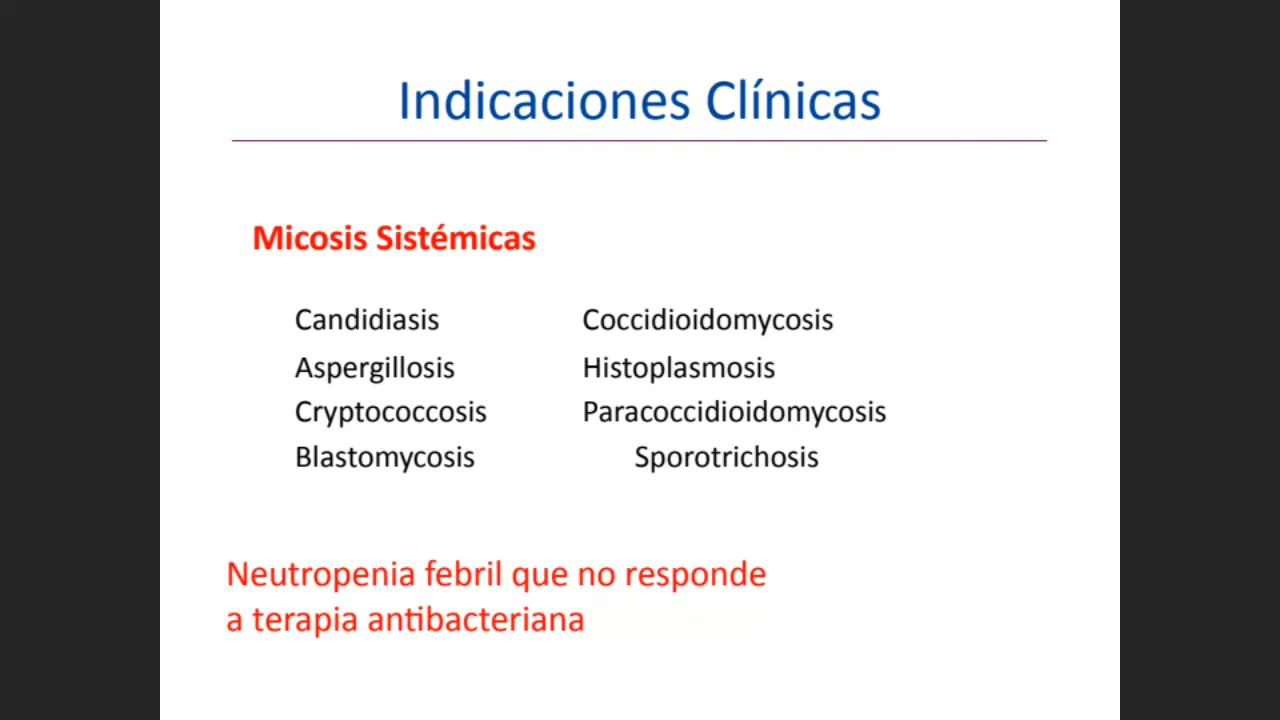 Indicaciones Clínicas
Micosis Sistémicas
Candidiasis Coccidioidomycosis
Aspergillosis Histoplasmosis
Cryptococcosis Paracoccidioidomycosis
Blastomycosis Sporotrichosis
Neutropenia febril que no responde
a terapia antibacteriana